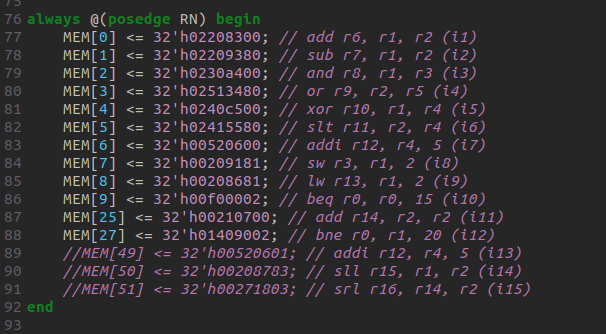 75
76 always @(posedge RN) begin
77     MEM[0] <= 32'h02208300; // add r6, r1, r2 (i1)
78     MEM[1] <= 32'h02209380; // sub r7, r1, r2 (i2)
79     MEM[2] <= 32'h0230a400; // and r8, r1, r3 (i3)
80     MEM[3] <= 32'h02513480; // or r9, r2, r5 (i4)
81     MEM[4] <= 32'h0240c500; // xor r10, r1, r4 (i5)
82     MEM[5] <= 32'h02415580; // slt r11, r2, r4 (i6)
83     MEM[6] <= 32'h00520600; // addi r12, r4, 5 (i7)
84     MEM[7] <= 32'h00209181; // sw r3, r1, 2 (i8)
85     MEM[8] <= 32'h00208681; // lw r13, r1, 2 (i9)
86     MEM[9] <= 32'h00f00002; // beq r0, r0, 15 (i10)
87     MEM[25] <= 32'h00210700; // add r14, r2, r2 (i11)
88     MEM[27] <= 32'h01409002; // bne r0, r1, 20 (i12)
89     //MEM[49] <= 32'h00520601; // addi r12, r4, 5 (i13)
90     //MEM[50] <= 32'h00208783; // sll r15, r1, r2 (i14)
91     //MEM[51] <= 32'h00271803; // srl r16, r14, r2 (i15)
92 end
93